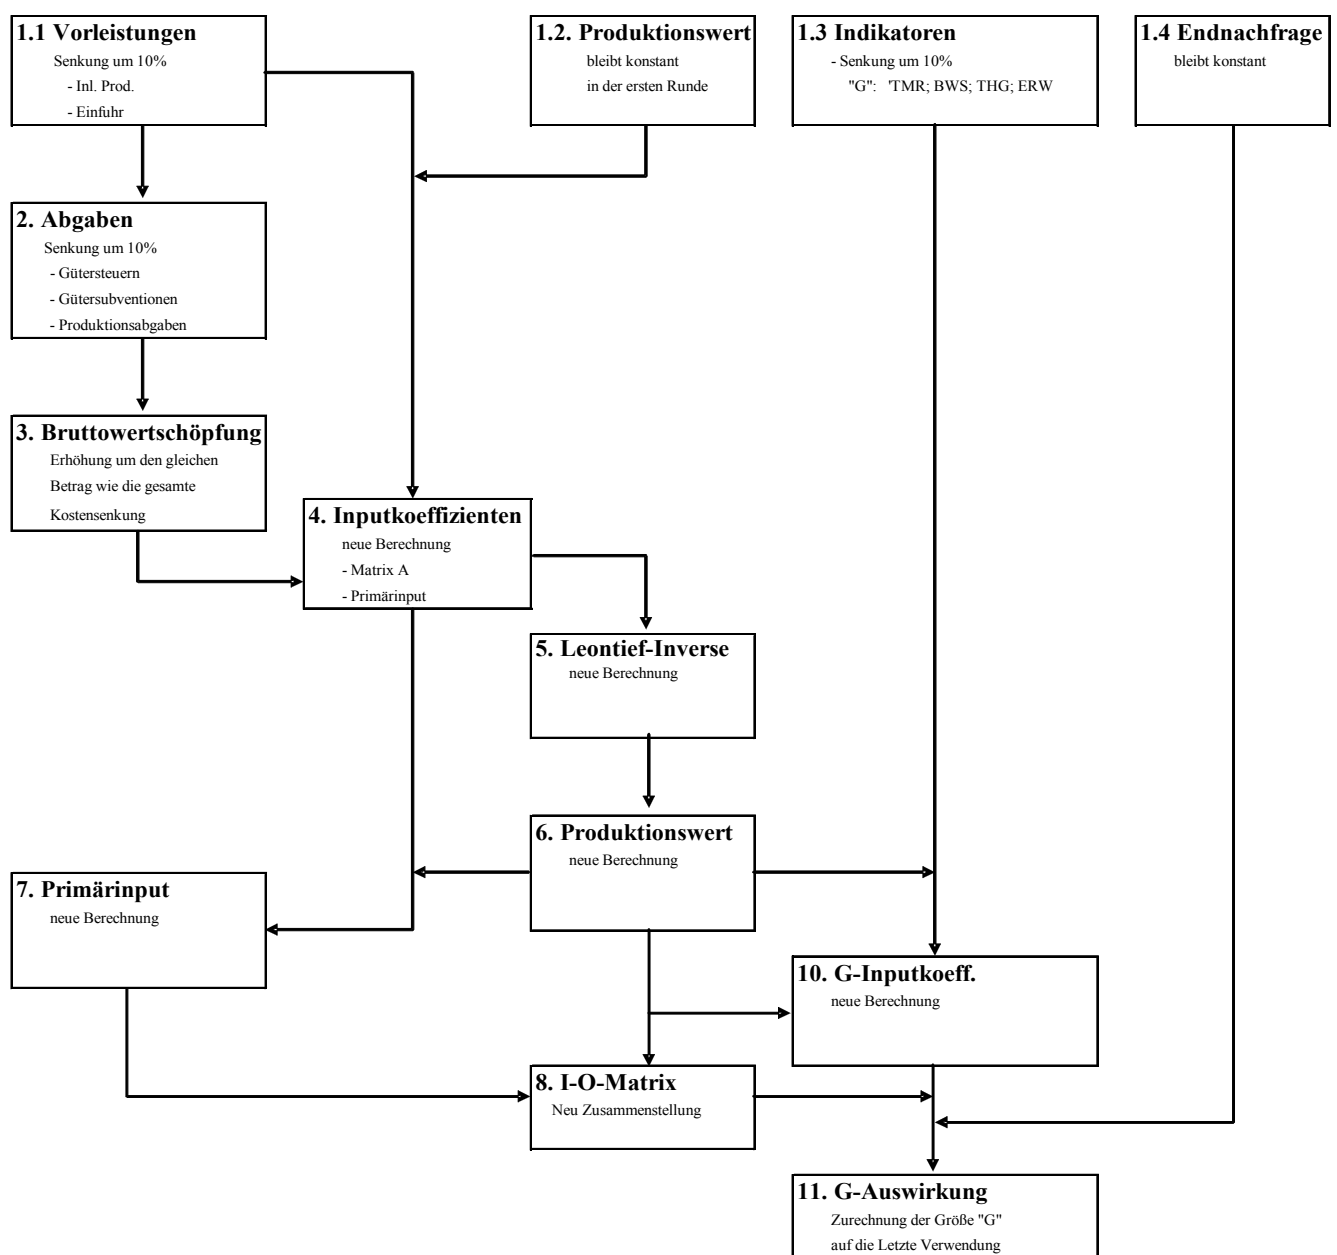 1.1 Vorleistungen
Senkung um 10%
- Inl. Prod.
- Einfuhr
1.2. Produktionswert
bleibt konstant
in der ersten Runde
1.3 Indikatoren
- Senkung um 10%
"G": 'TMR; BWS; THG; ERW
1.4 Endnachfrage
bleibt konstant
2. Abgaben
Senkung um 10%
- Gütersteuern
- Gütersubventionen
- Produktionsabgaben
3. Bruttowertschöpfung
Erhöhung um den gleichen
Betrag wie die gesamte
Kostensenkung
4. Inputkoeffizienten
neue Berechnung
- Matrix A
- Primärinput
5. Leontief-Inverse
neue Berechnung
6. Produktionswert
neue Berechnung
7. Primärinput
neue Berechnung
10. G-Inputkoeff.
neue Berechnung
8. I-O-Matrix
Neu Zusammenstellung
11. G-Auswirkung
Zurechnung der Größe "G"
auf die Letzte Verwendung